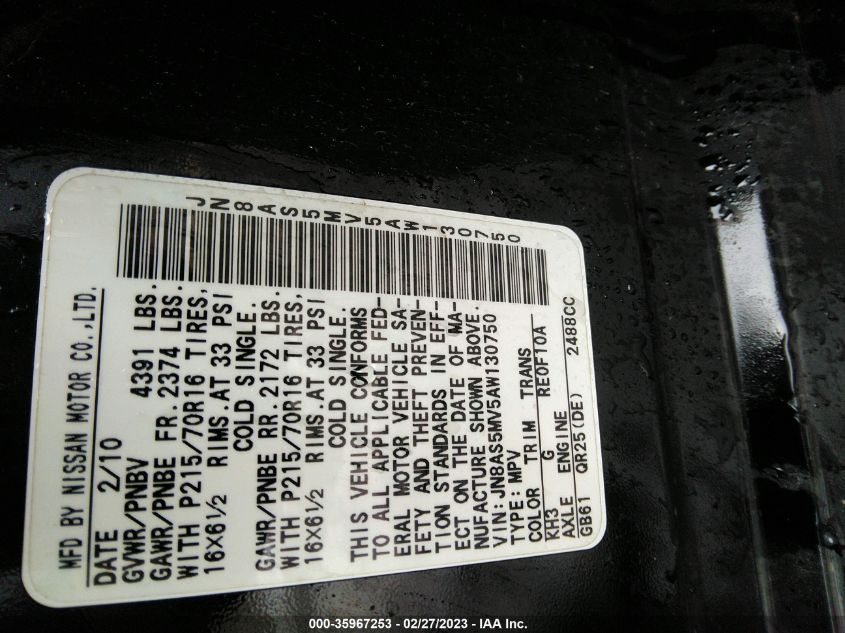 JN8AS5MV5AW130750
MFD BY NISSAN MOTOR CO.,LTD.
DATE 2/10
GVWR/PNBV 4391 LBS.
GAWR/PNBE FR.2374 LBS.
WITH P215/70R16 TIRES,
16X6½ RIMS AT 33 PSI
COLD SINGLE.
GAWR/PNBE RR.2172 LBS.
WITH P215/70R16 TIRES,
16X6½ RIMS AT 33 PSI
COLD SINGLE.
THIS VEHICLE CONFORMS
TO ALL APPLICABLE FED-
ERAL MOTOR VEHICLE SA-
FETY AND THEFT PREVEN-
TION STANDARDS IN EFF-
ECT ON THE DATE OF MA-
NUFACTURE SHOWN ABOVE.
VIN:JN8AS5MV5AW130750
TYPE:MPV
COLOR TRIM TRANS
KH3 G RE0F10A
AXLE ENGINE
GB61 QR25(DE) 2488CC
000-35967253 – 02/27/2023 – IAA Inc.